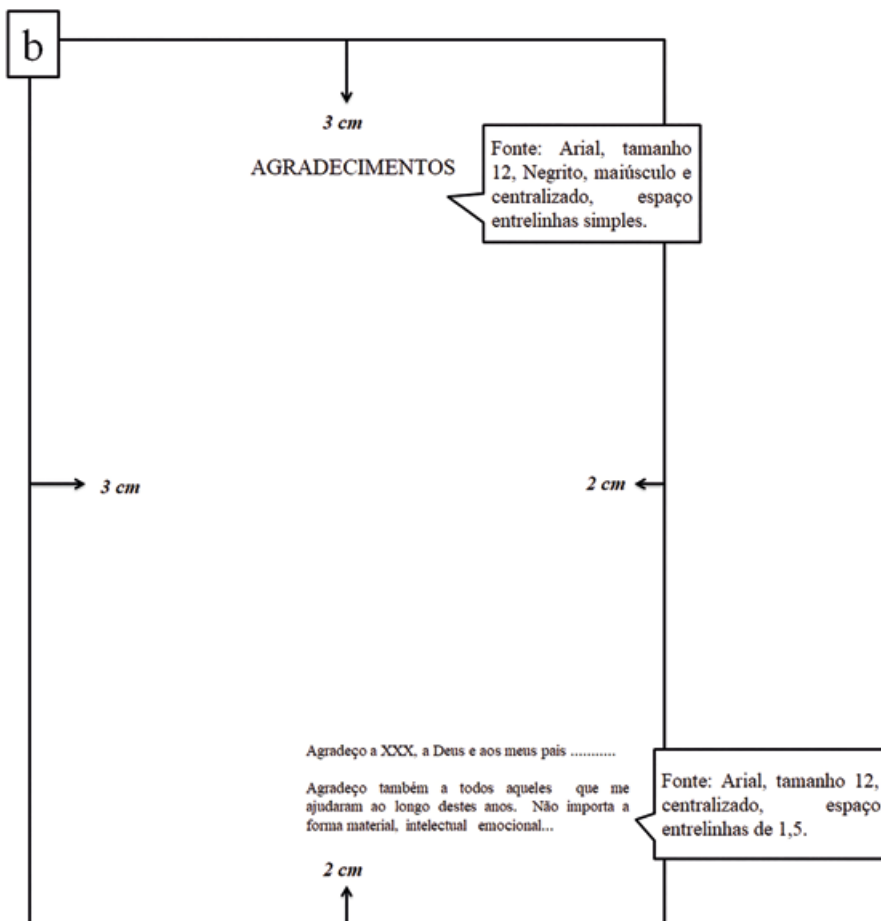 b
3 cm
AGRADECIMENTOS
Fonte: Arial, tamanho
12, Negrito, maiúsculo e
centralizado, espaço
entrelinhas simples.
3 cm
2 cm
Agradeço a XXX, a Deus e aos meus pais ...........
Agradeço também a todos aqueles que me
ajudaram ao longo destes anos. Não importa a
forma material, intelectual emocional...
Fonte: Arial, tamanho 12,
centralizado, espaço
entrelinhas de 1,5.
2 cm